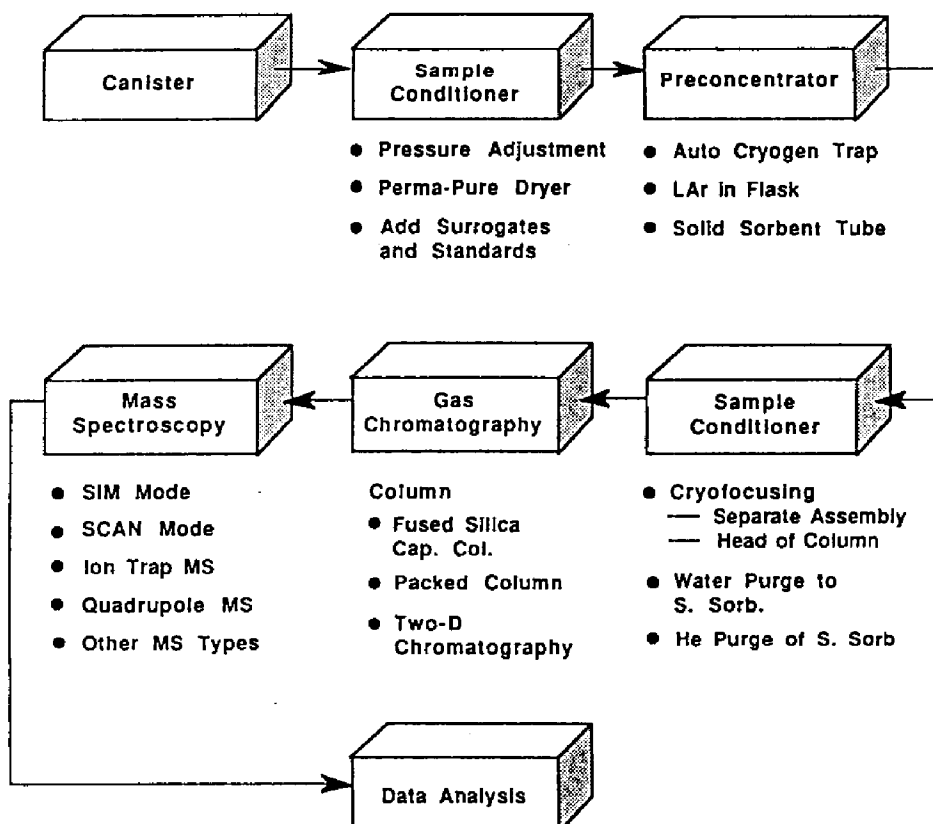 Canister
Sample
Conditioner
Preconcentrator
● Pressure Adjustment
● Perma-Pure Dryer
● Add Surrogates
and Standards
● Auto Cryogen Trap
● LAr in Flask
● Solid Sorbent Tube
Mass
Spectroscopy
Gas
Chromatography
Sample
Conditioner
● SIM Mode
● SCAN Mode
● Ion Trap MS
● Quadrupole MS
● Other MS Types
Column
● Fused Silica
Cap. Col.
● Packed Column
● Two-D
Chromatography
● Cryofocusing
— Separate Assembly
— Head of Column
● Water Purge to
S. Sorb.
● He Purge of S. Sorb
Data Analysis